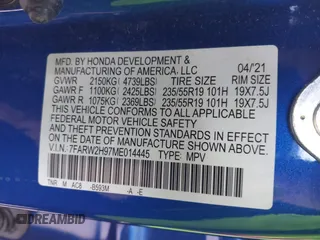 MFD. BY HONDA DEVELOPMENT & 04/21
MANUFACTURING OF AMERICA, LLC
GVWR 2150KG( 4739LBS) TIRE SIZE RIM SIZE
GAWR F 1100KG( 2425LBS) 235/55R19 101H 19X7.5J
GAWR R 1075KG( 2369LBS) 235/55R19 101H 19X7.5J
THIS VEHICLE CONFORMS TO ALL APPLICABLE
FEDERAL MOTOR VEHICLE SAFETY,
AND THEFT PREVENTION STANDARDS IN EFFECT ON
THE DATE OF MANUFACTURE SHOWN ABOVE.
V.I.N.: 7FARW2H97ME014445 TYPE: MPV
TNR M AC8 -B593M -A -E
DREAMBID